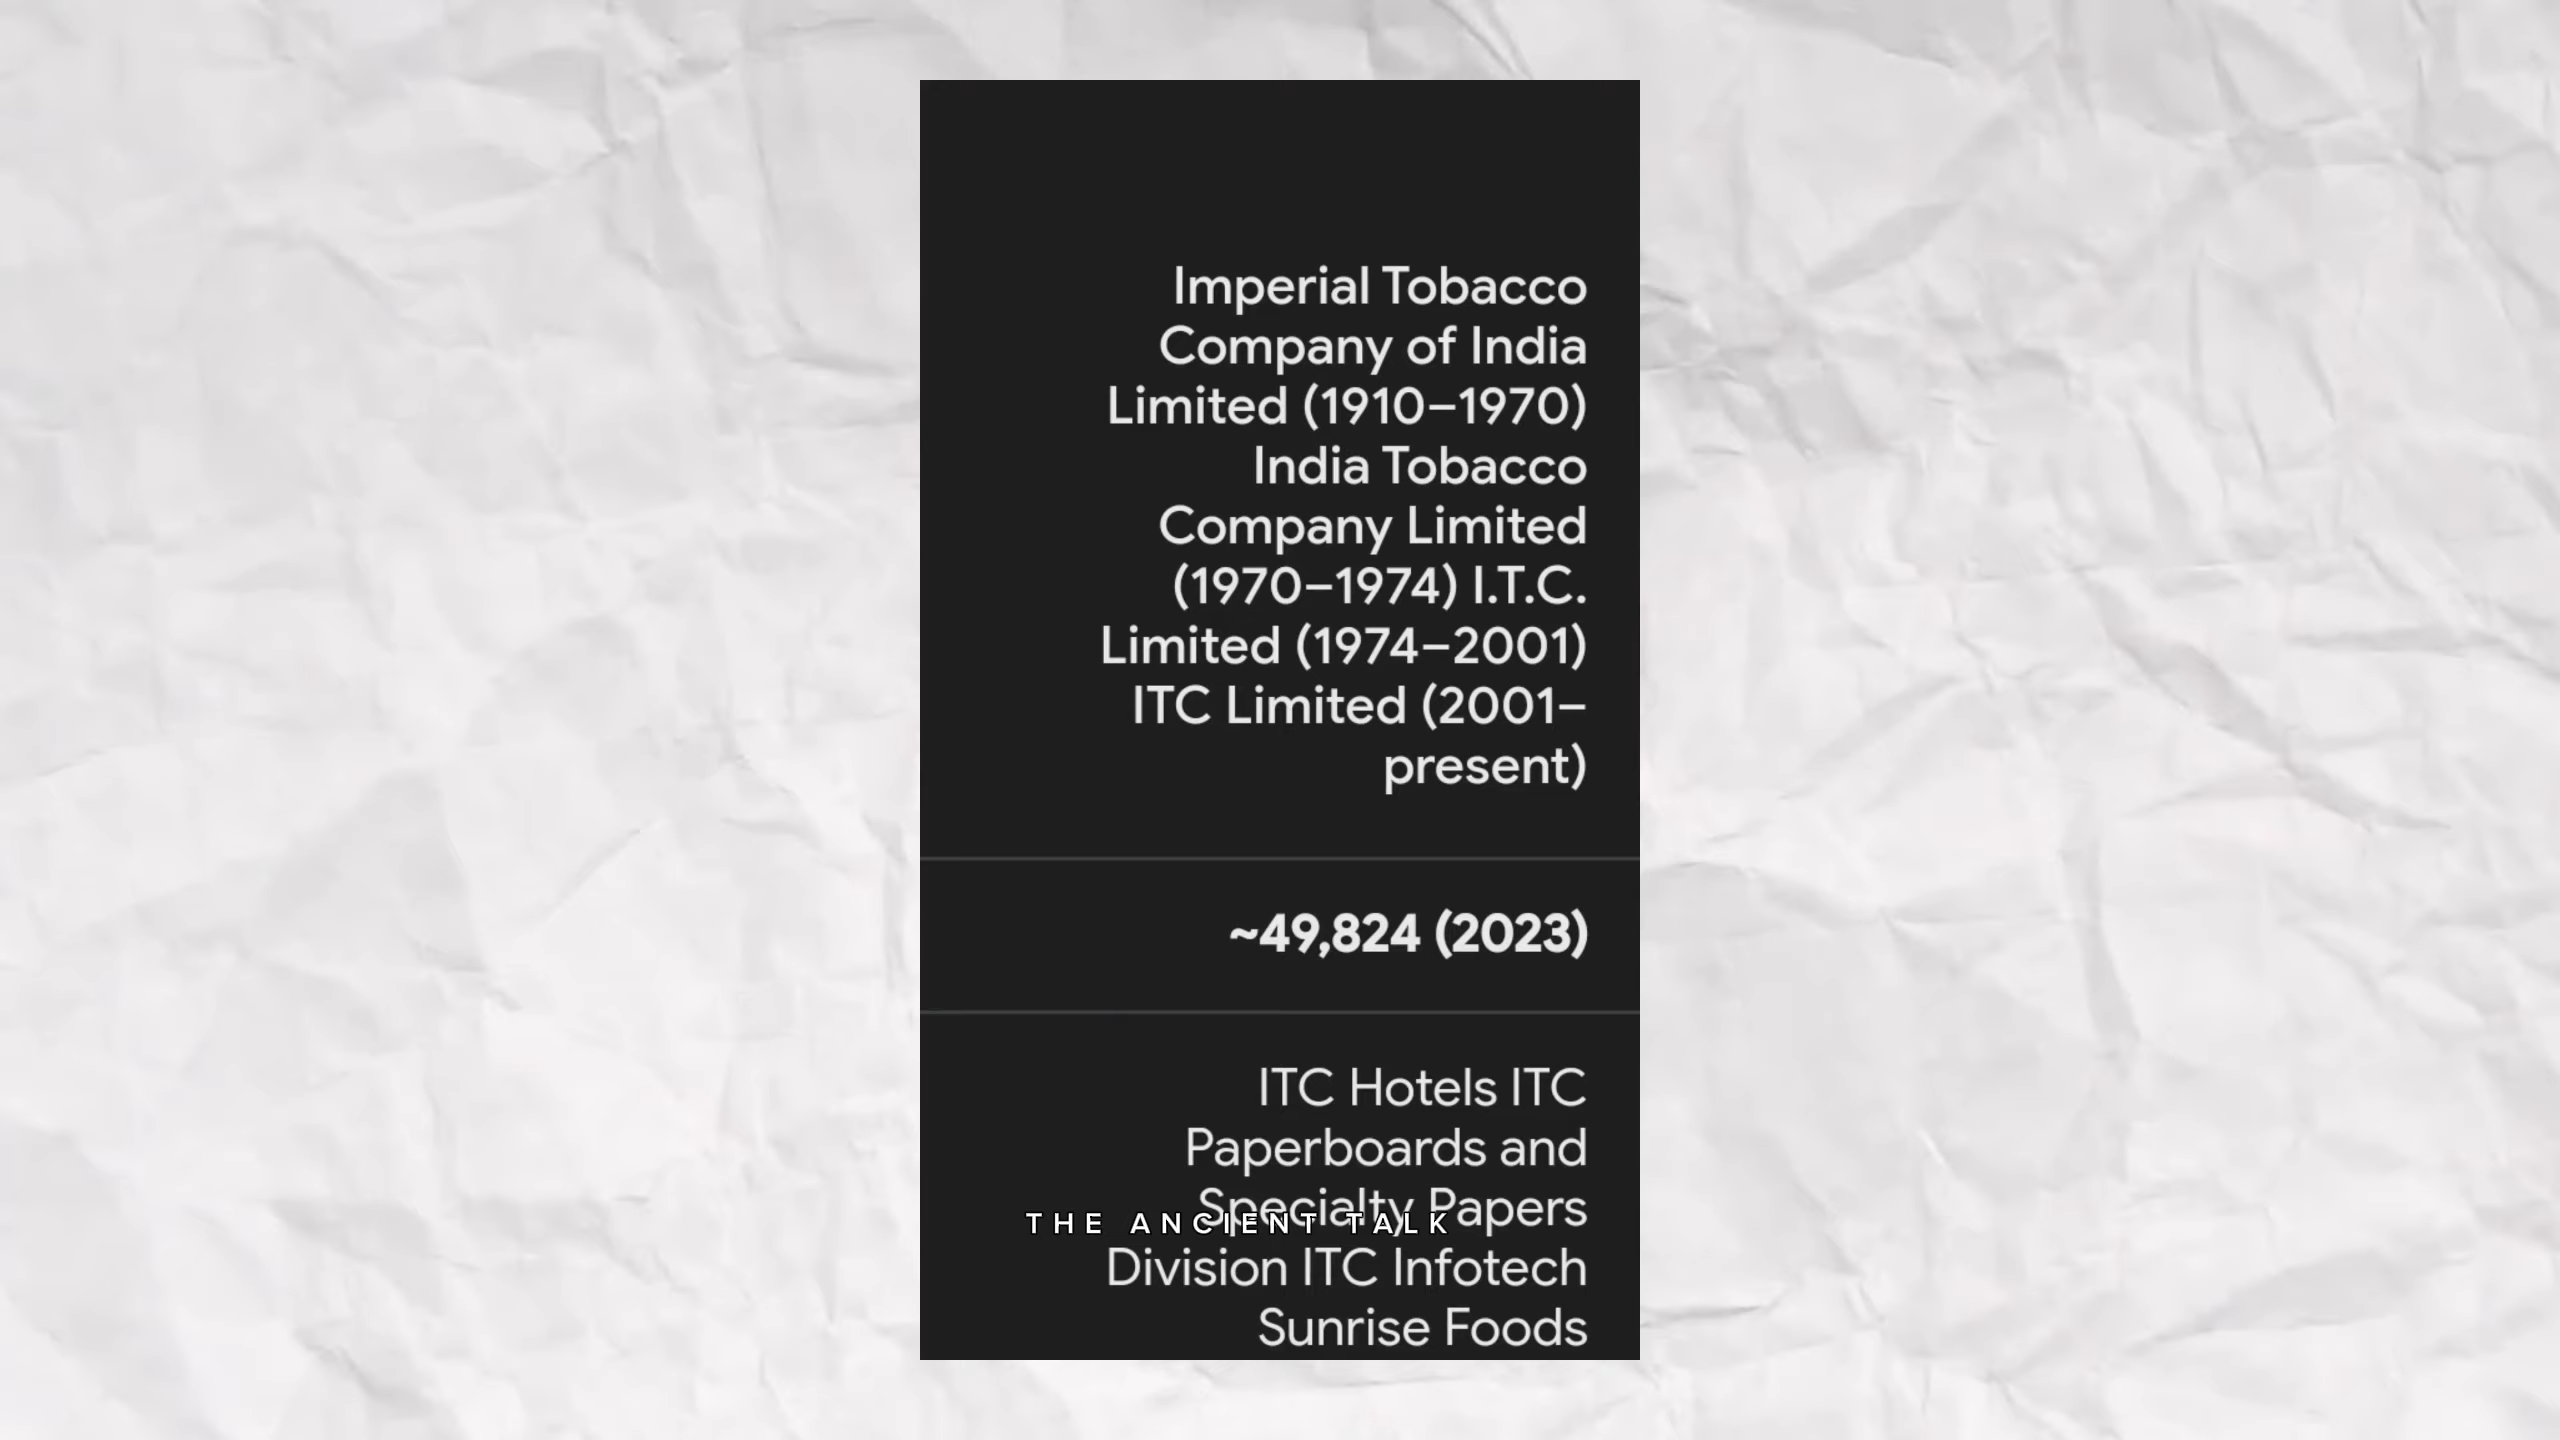 Imperial Tobacco
Company of India
Limited (1910–1970)
India Tobacco
Company Limited
(1970–1974) I.T.C.
Limited (1974–2001)
ITC Limited (2001–
present)
~49,824 (2023)
ITC Hotels ITC
Paperboards and
Specialty Papers
THE ANCIENT TALK
Division ITC Infotech
Sunrise Foods